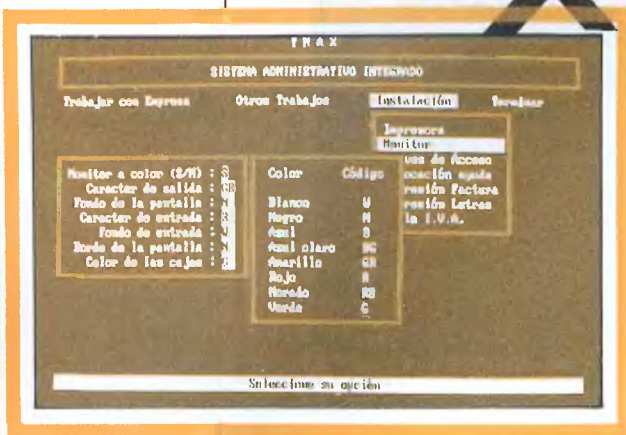 SISTEMA ADMINISTRATIVO INTEGRADO
Trabajar con Empresa Otros Trabajos Instalación Terminar
Impresora
Monitor
ves de Acceso
ocación ayuda
resión Factura
resión Letras
la I.V.A.
Monitor a color (S/N) : S
Caracter de salida : GR
Fondo de la pantalla : N
Caracter de entrada : R
Fondo de entrada : W
Borde de la pantalla : N
Color de las cajas : G
Color Código
Blanco W
Negro N
Azul B
Azul claro BG
Amarillo GR
Rojo R
Morado RB
Verde G
Seleccione su opción